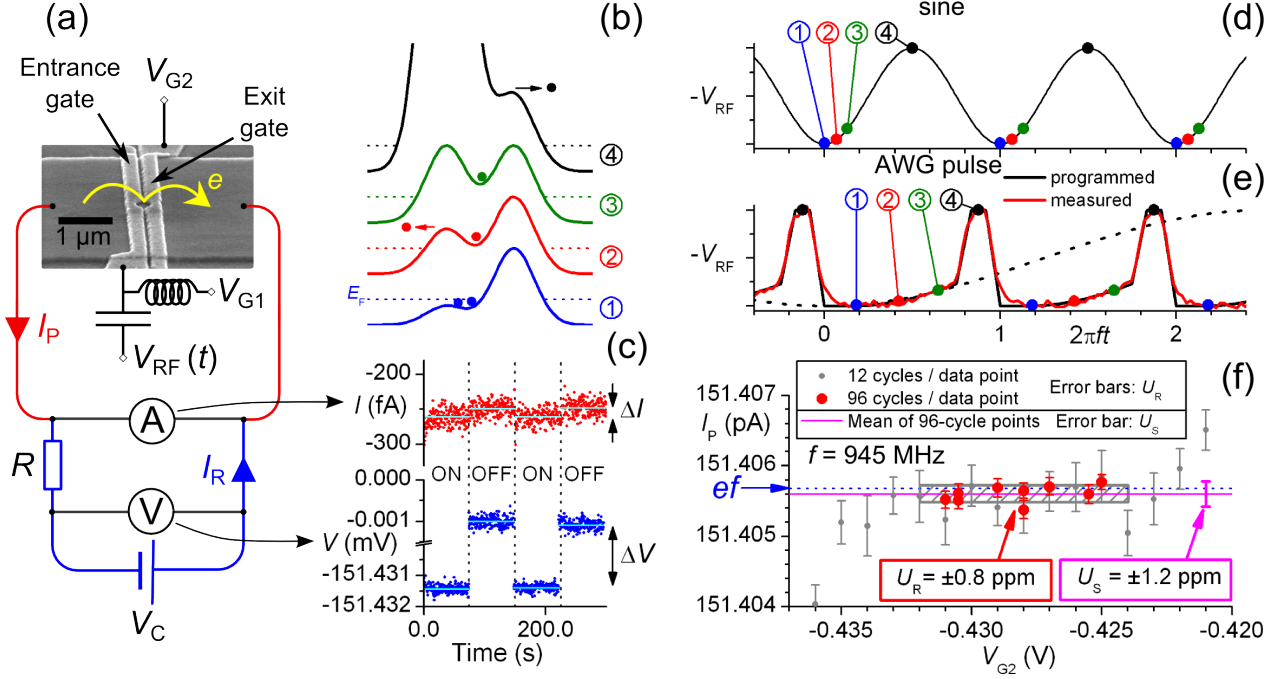 (a)
Entrance
gate
V_G2
Exit
gate
e
1 µm
V_G1
I_P
V_RF (t)
A
R
I_R
V
V_C
(b)
4
3
2
E_F
1
(c)
-200
I (fA)
-300
ΔI
ON
OFF
ON
OFF
0.000
-0.001
V (mV)
-151.431
-151.432
ΔV
0.0
200.0
Time (s)
(d)
sine
1
2
3
4
-V_RF
(e)
AWG pulse
programmed
measured
1
2
3
4
-V_RF
0
1
2πft
2
(f)
151.407
I_P (pA)
151.406
ef
151.405
151.404
12 cycles / data point
96 cycles / data point
Error bars: U_R
Mean of 96-cycle points Error bar: U_S
f = 945 MHz
U_R = ±0.8 ppm
U_S = ±1.2 ppm
-0.435
-0.430
-0.425
-0.420
V_G2 (V)